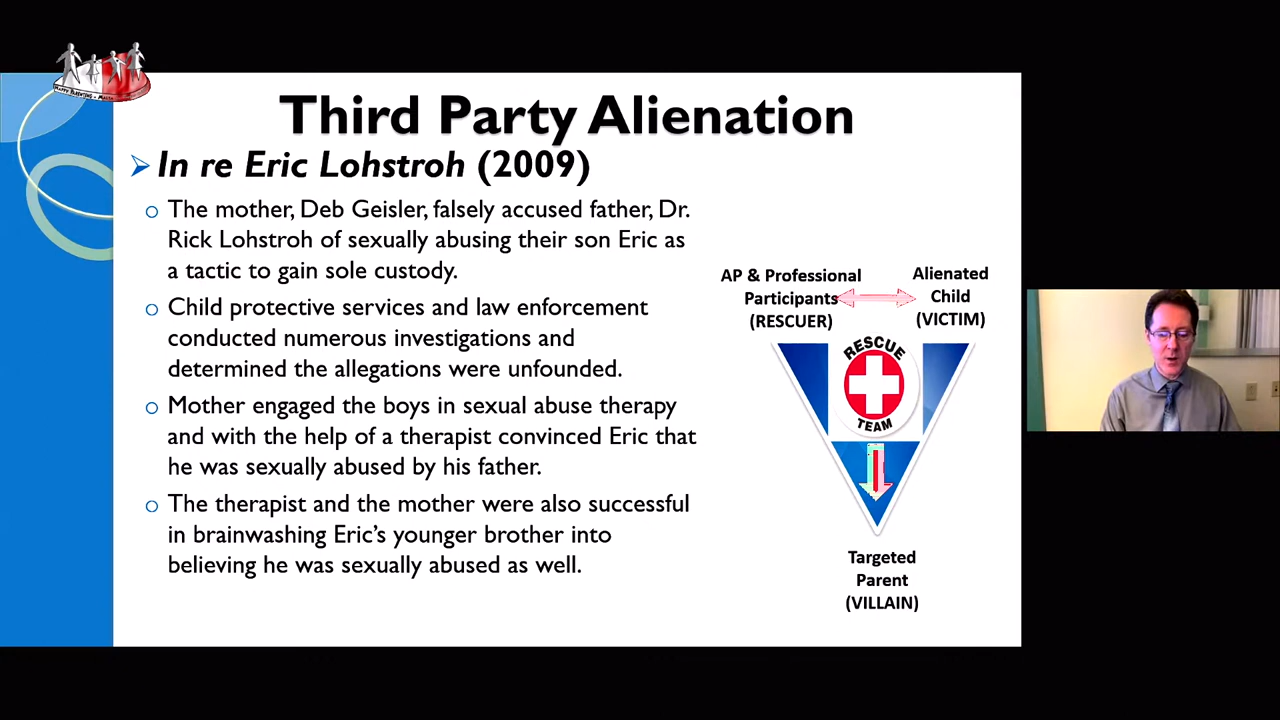 Third Party Alienation
In re Eric Lohstroh (2009)
The mother, Deb Geisler, falsely accused father, Dr.
Rick Lohstroh of sexually abusing their son Eric as
a tactic to gain sole custody.
Child protective services and law enforcement
conducted numerous investigations and
determined the allegations were unfounded.
Mother engaged the boys in sexual abuse therapy
and with the help of a therapist convinced Eric that
he was sexually abused by his father.
The therapist and the mother were also successful
in brainwashing Eric's younger brother into
believing he was sexually abused as well.
AP & Professional
Participants
(RESCUER)
Alienated
Child
(VICTIM)
RESCUE
TEAM
Targeted
Parent
(VILLAIN)